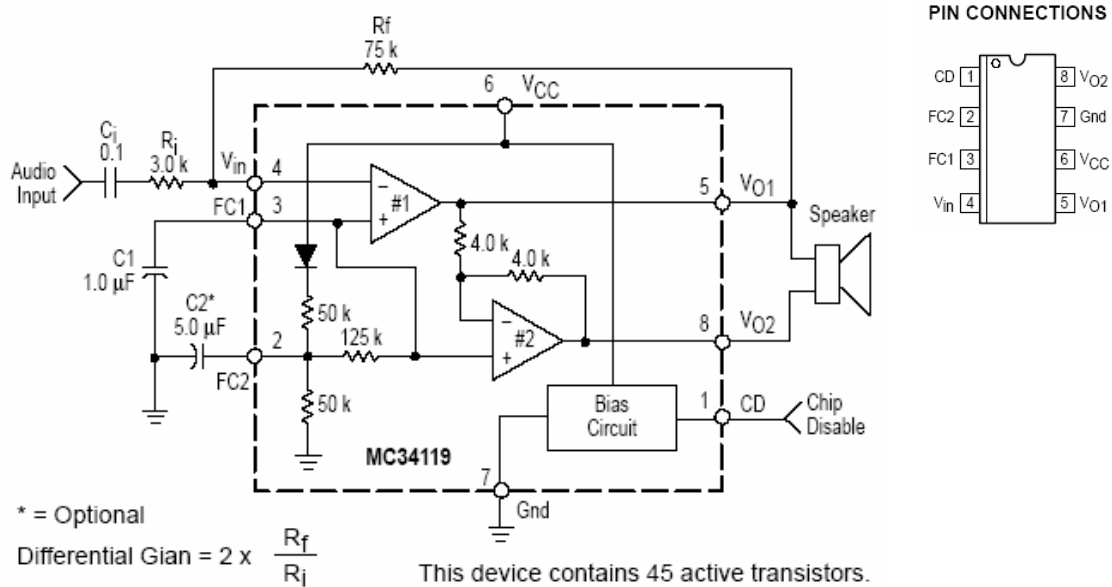 PIN CONNECTIONS
CD 1
8 VO2
FC2 2
7 Gnd
FC1 3
6 VCC
Vin 4
5 VO1
Rf
75 k
6
VCC
Ci
0.1
Ri
3.0 k
Audio
Input
Vin
4
FC1
3
#1
5
VO1
Speaker
4.0 k
4.0 k
C1
1.0 µF
C2*
5.0 µF
50 k
2
125 k
FC2
#2
8
VO2
50 k
Bias
Circuit
1
CD
Chip
Disable
MC34119
7
Gnd
* = Optional
Differential Gian = 2 x Rf
Ri
This device contains 45 active transistors.